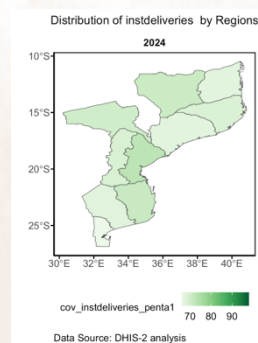 Distribution of instdeliveries by Regions
2024
10°S
15°S
20°S
25°S
30°E 32°E 34°E 36°E 38°E 40°E
cov_instdeliveries_penta1
70 80 90
Data Source: DHIS-2 analysis